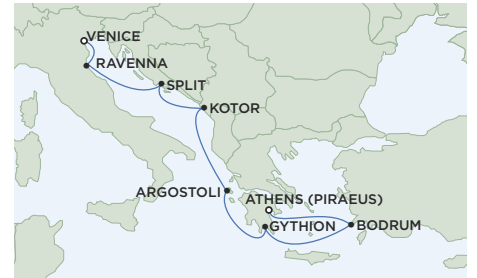 VENICE
RAVENNA
SPLIT
KOTOR
ARGOSTOLI
ATHENS (PIRAEUS)
GYTHION
BODRUM